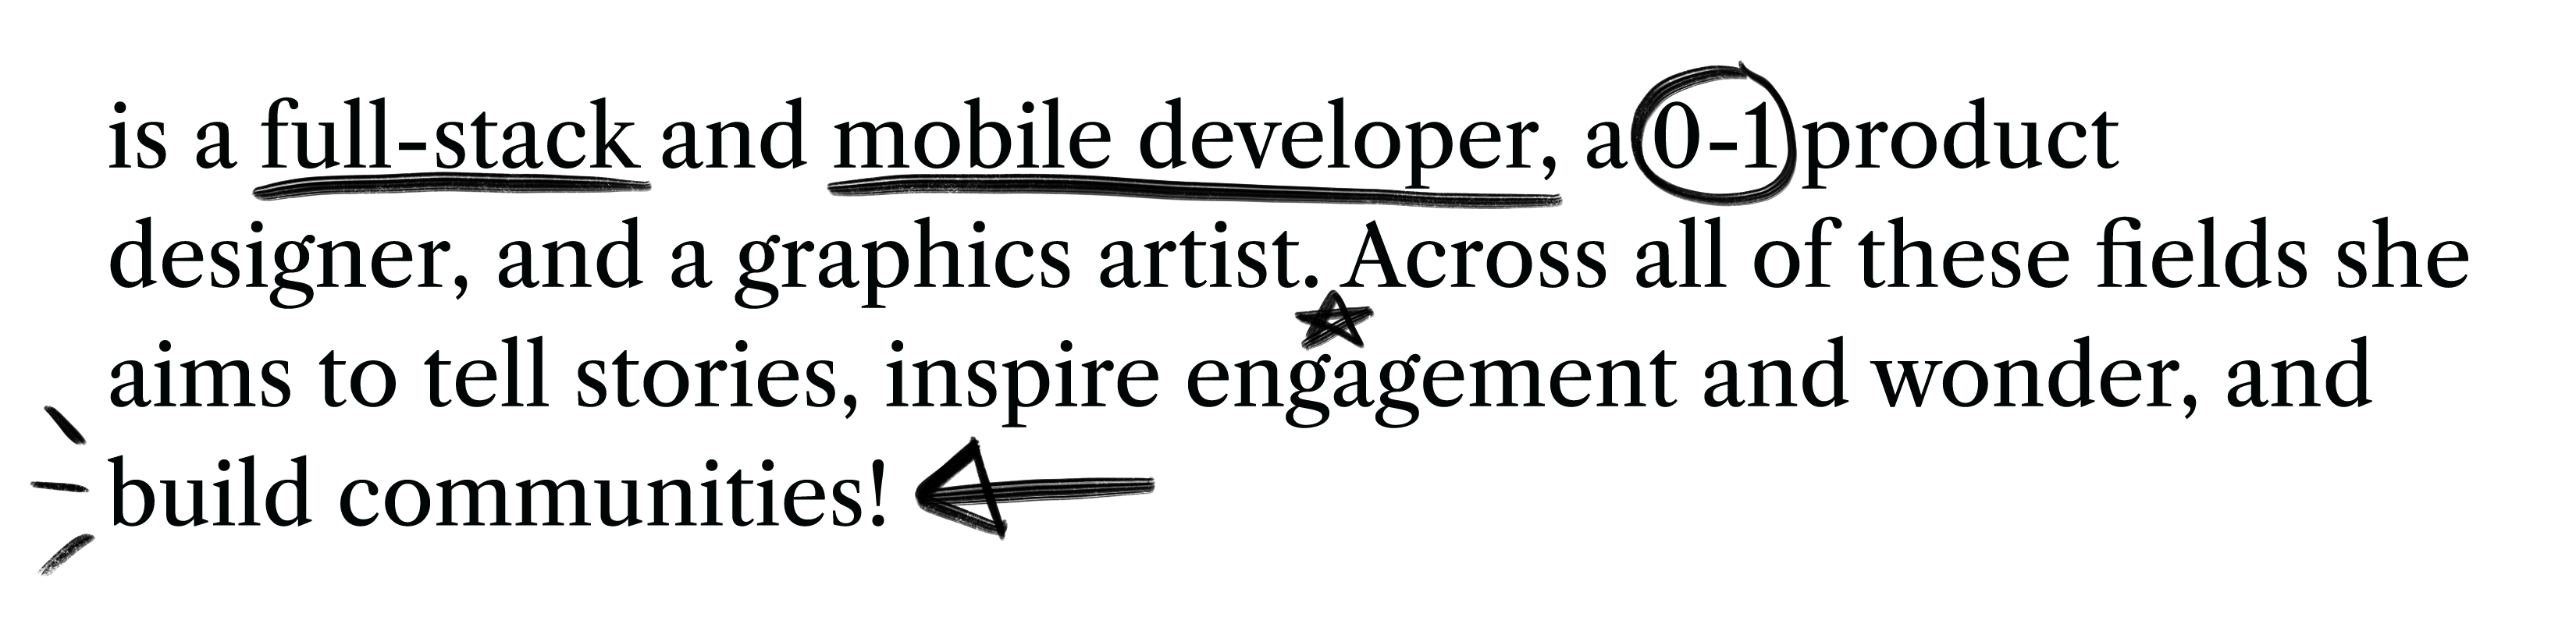 is a full-stack and mobile developer, a 0-1 product
designer, and a graphics artist. Across all of these fields she
aims to tell stories, inspire engagement and wonder, and
build communities!